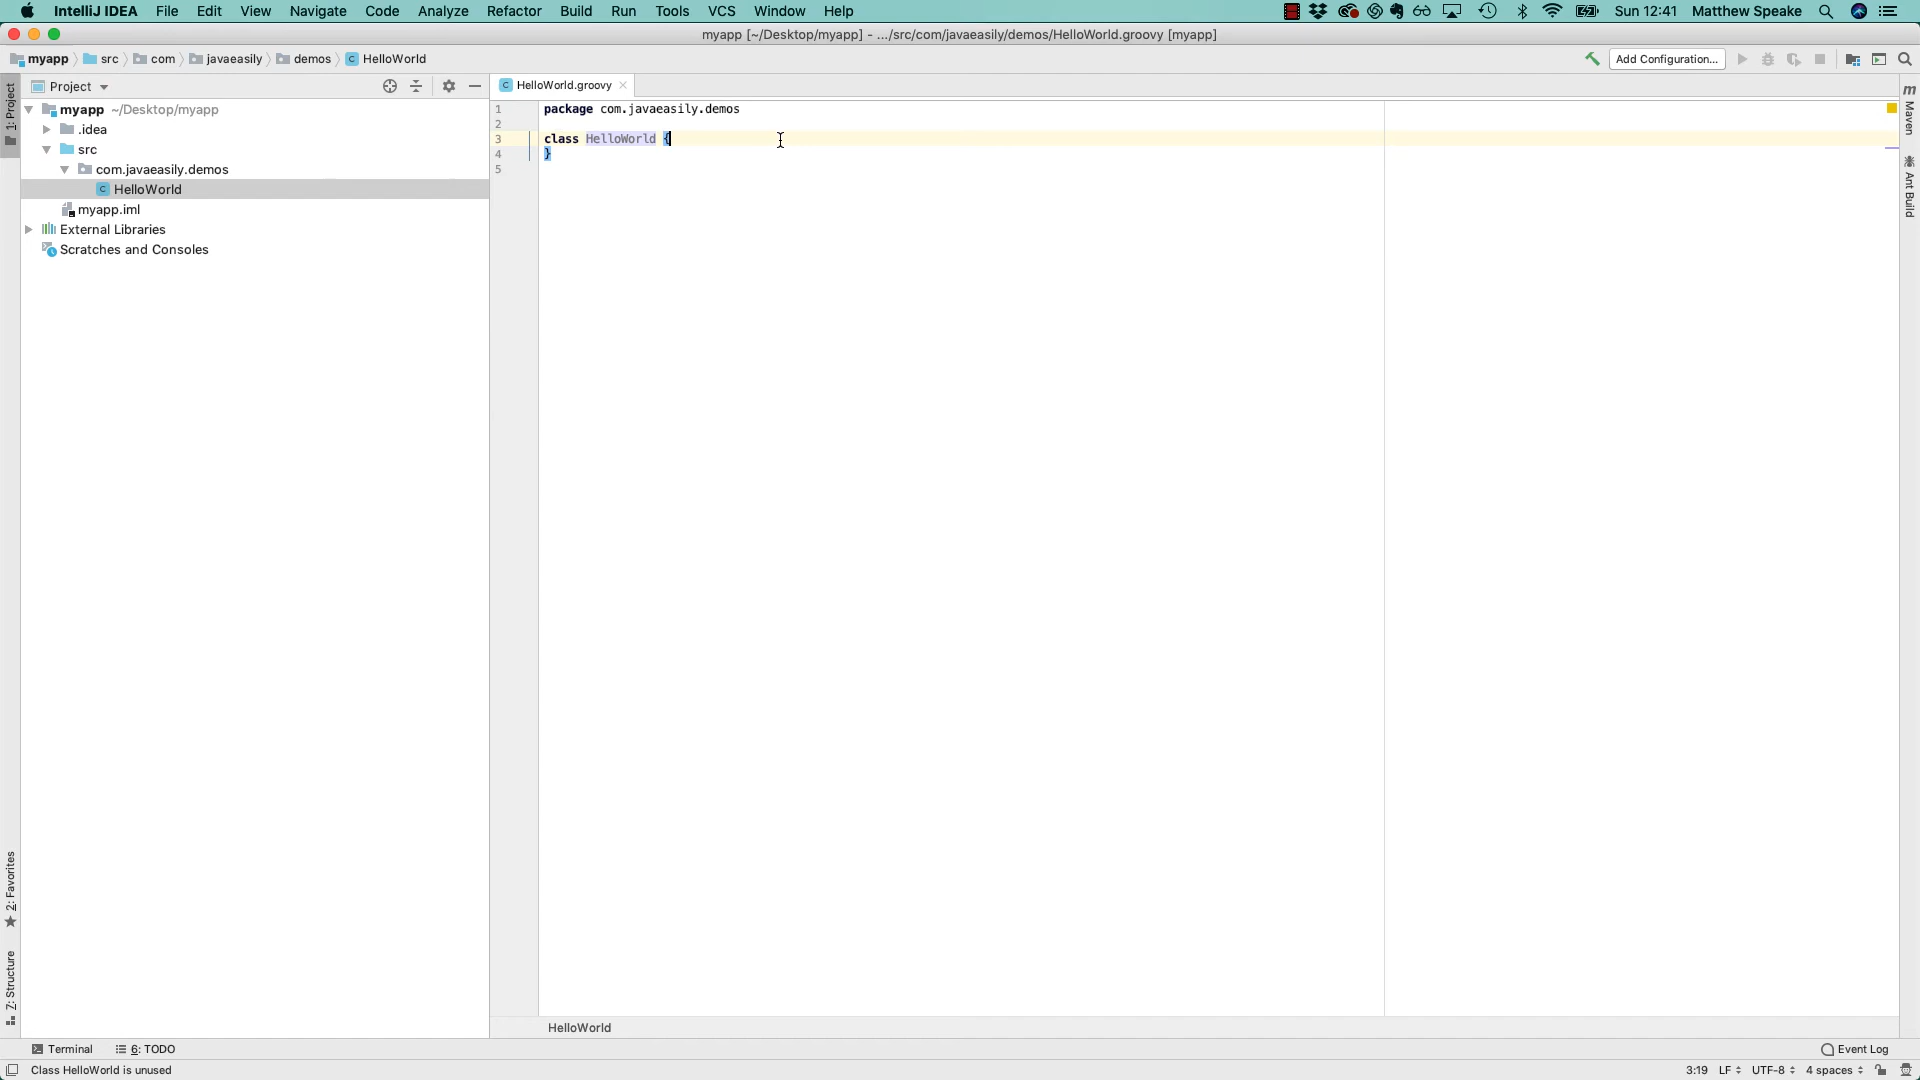 IntelliJ IDEA File Edit View Navigate Code Analyze Refactor Build Run Tools VCS Window Help Sun 12:41 Matthew Speake
myapp [~/Desktop/myapp] - .../src/com/javaeasily/demos/HelloWorld.groovy [myapp]
myapp src com javaeasily demos HelloWorld Add Configuration...
Project
HelloWorld.groovy
1: Project
myapp ~/Desktop/myapp
.idea
src
com.javaeasily.demos
HelloWorld
myapp.iml
External Libraries
Scratches and Consoles
1 package com.javaeasily.demos
2
3 class HelloWorld {
4 }
5
m
Maven
Ant Build
2: Favorites
7: Structure
HelloWorld
Terminal 6: TODO Event Log
Class HelloWorld is unused 3:19 LF UTF-8 4 spaces